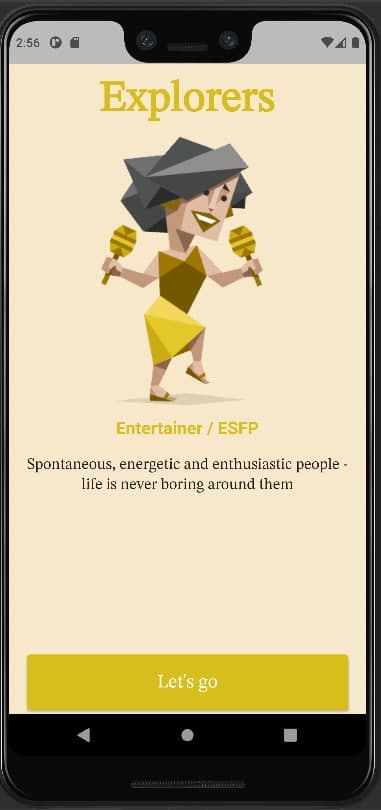 2:56
Explorers
Entertainer / ESFP
Spontaneous, energetic and enthusiastic people -
life is never boring around them
Let's go